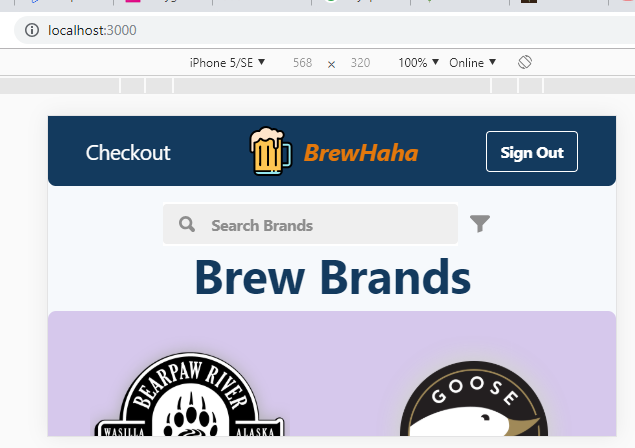 localhost:3000
iPhone 5/SE ▼ 568 × 320 100% ▼ Online ▼
Checkout BrewHaha Sign Out
Search Brands
Brew Brands
BEARPAW RIVER
WASILLA ALASKA
GOOSE